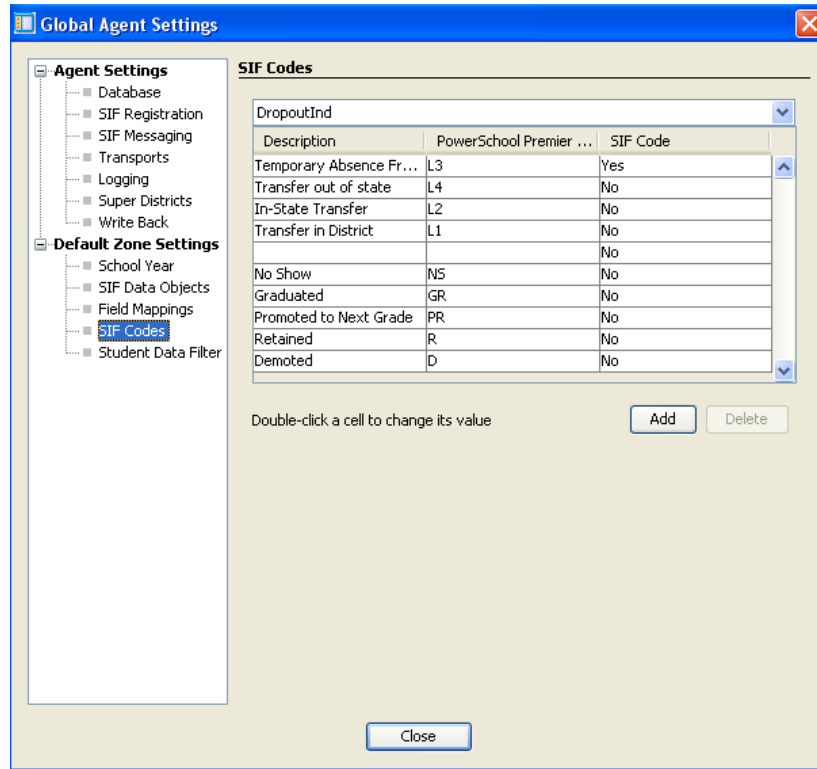 Global Agent Settings
Agent Settings
Database
SIF Registration
SIF Messaging
Transports
Logging
Super Districts
Write Back
Default Zone Settings
School Year
SIF Data Objects
Field Mappings
SIF Codes
Student Data Filter
SIF Codes
DropoutInd
Description PowerSchool Premier ... SIF Code
Temporary Absence Fr... L3 Yes
Transfer out of state L4 No
In-State Transfer L2 No
Transfer in District L1 No
No
No Show NS No
Graduated GR No
Promoted to Next Grade PR No
Retained R No
Demoted D No
Double-click a cell to change its value Add Delete
Close